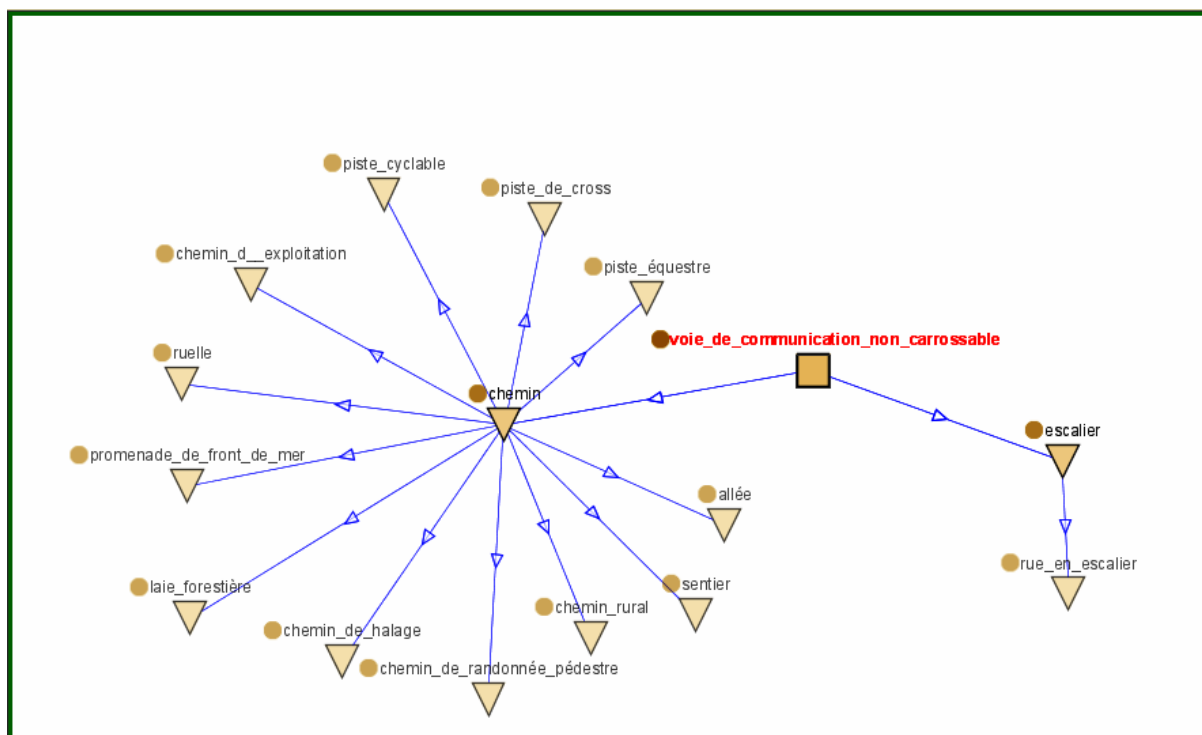 piste_cyclable
piste_de_cross
chemin_d__exploitation
piste_équestre
voie_de_communication_non_carrossable
ruelle
chemin
escalier
promenade_de_front_de_mer
allée
rue_en_escalier
laie_forestière
sentier
chemin_rural
chemin_de_halage
chemin_de_randonnée_pédestre